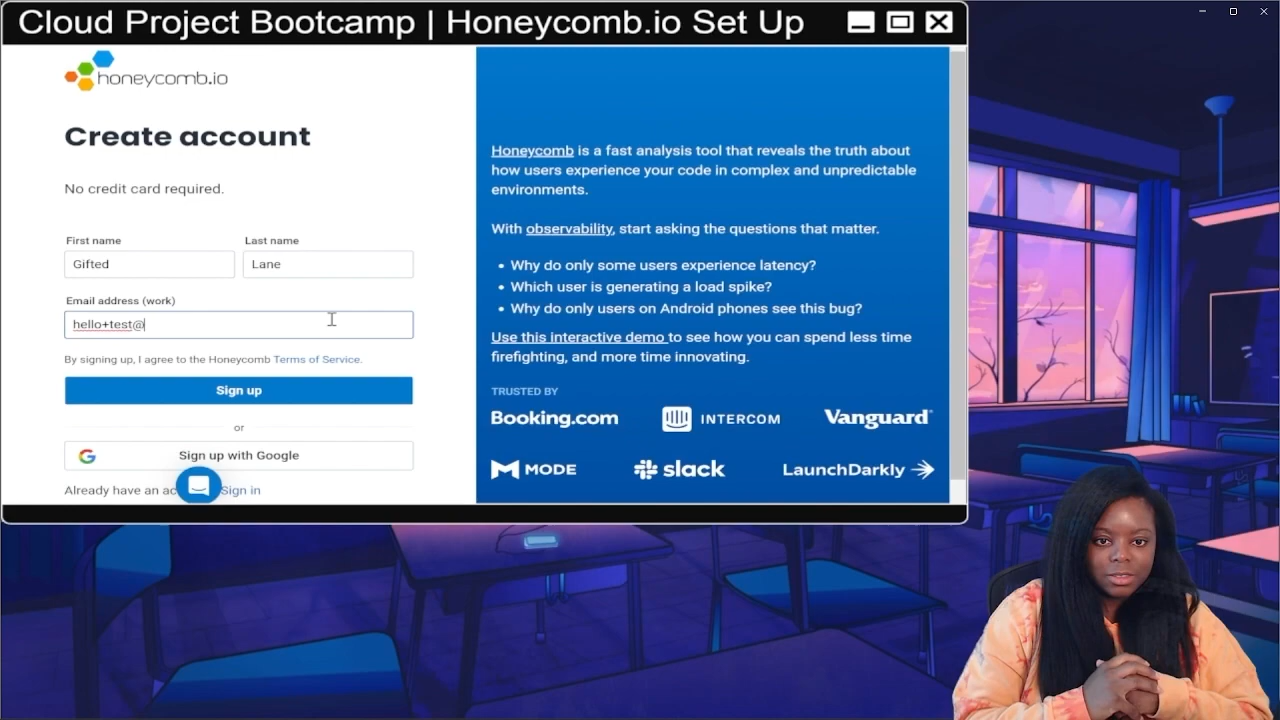 Cloud Project Bootcamp | Honeycomb.io Set Up
honeycomb.io
Create account
No credit card required.
First name
Last name
Gifted
Lane
Email address (work)
hello+test@
By signing up, I agree to the Honeycomb Terms of Service.
Sign up
or
Sign up with Google
Already have an ac
Sign in
Honeycomb is a fast analysis tool that reveals the truth about
how users experience your code in complex and unpredictable
environments.
With observability, start asking the questions that matter.
• Why do only some users experience latency?
• Which user is generating a load spike?
• Why do only users on Android phones see this bug?
Use this interactive demo to see how you can spend less time
firefighting, and more time innovating.
TRUSTED BY
Booking.com
INTERCOM
Vanguard®
MODE
slack
LaunchDarkly